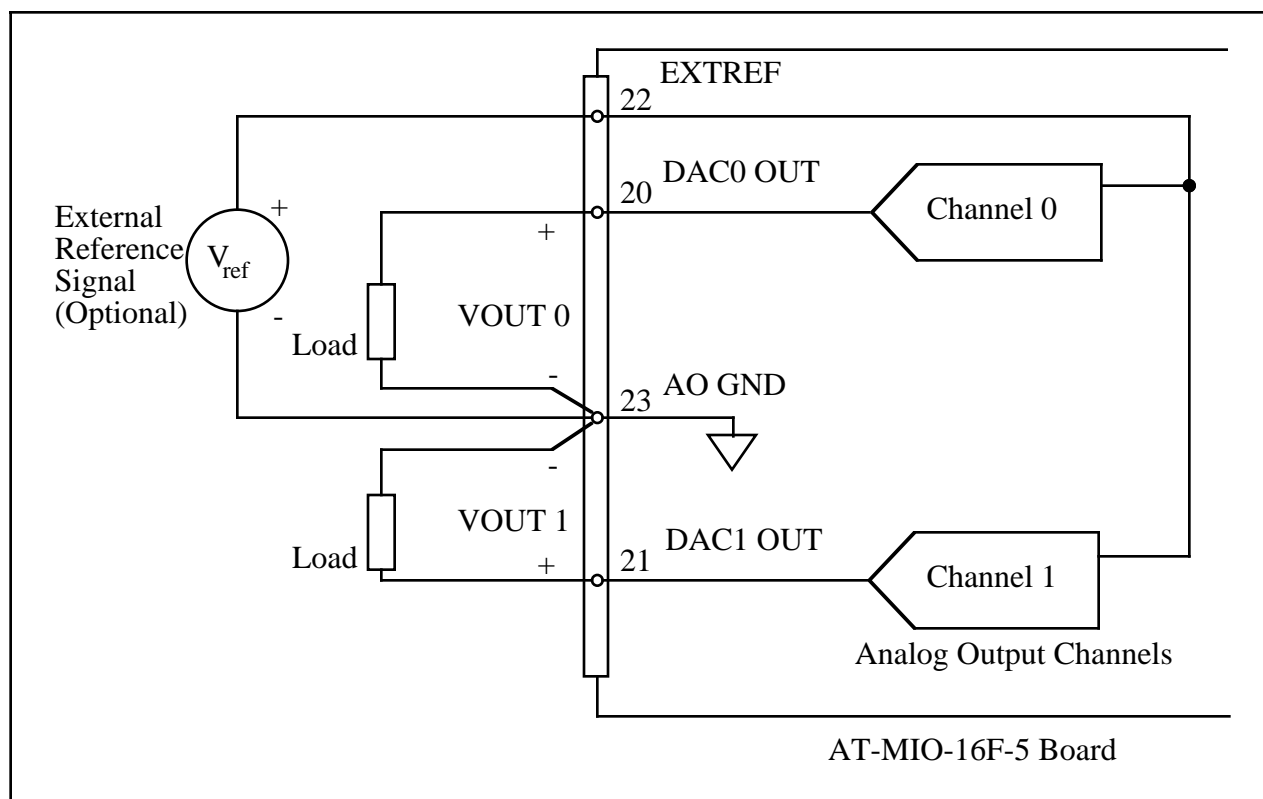 EXTREF
22
DAC0 OUT
20
Channel 0
External
Reference
Signal
(Optional)
+
V
ref
-
+
VOUT 0
Load
-
AO GND
23
-
VOUT 1
Load
DAC1 OUT
+
21
Channel 1
Analog Output Channels
AT-MIO-16F-5 Board